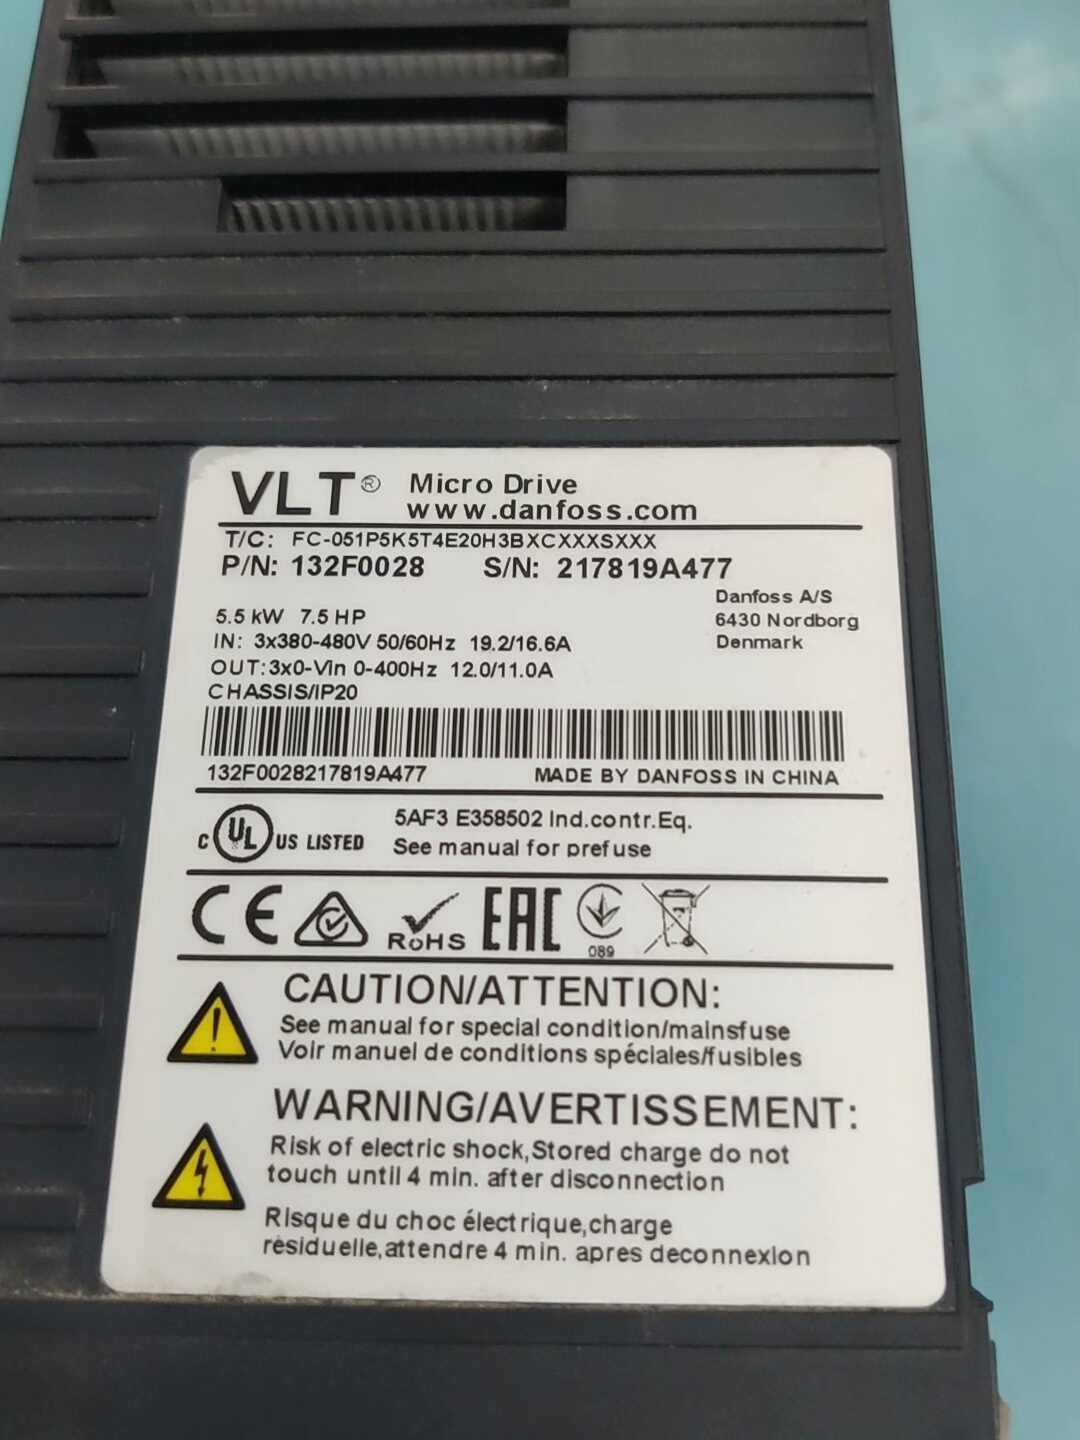 VLT® Micro Drive
www.danfoss.com
T/C: FC-051P5K5T4E20H3BXCXXXSXXX
P/N: 132F0028 S/N: 217819A477
Danfoss A/S
6430 Nordborg
Denmark
5.5 kW 7.5 HP
IN: 3x380-480V 50/60Hz 19.2/16.6A
OUT:3x0-Vin 0-400Hz 12.0/11.0A
CHASSIS/IP20
132F0028217819A477 MADE BY DANFOSS IN CHINA
C UL US LISTED
5AF3 E358502 Ind.contr.Eq.
See manual for prefuse
CE RoHS EAC
089
CAUTION/ATTENTION:
See manual for special condition/mainsfuse
Voir manuel de conditions spéciales/fusibles
WARNING/AVERTISSEMENT:
Risk of electric shock,Stored charge do not
touch until 4 min. after disconnection
Risque du choc électrique,charge
résiduelle,attendre 4 min. apres deconnexion